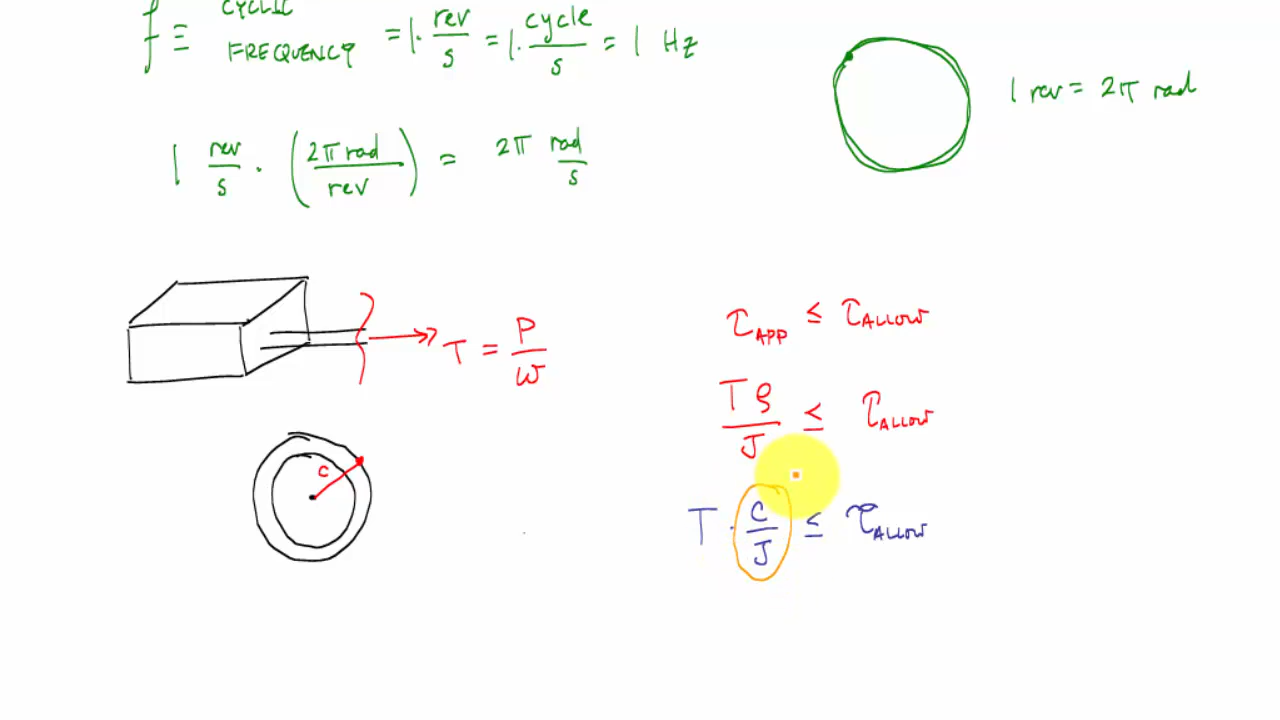 f ≡ CYCLIC FREQUENCY = 1 · rev/s = 1 · cycle/s = 1 Hz
1 rev = 2π rad
1 rev/s · (2π rad/rev) = 2π rad/s
T = P/ω
τAPP ≤ τALLOW
Tρ/J ≤ τALLOW
c
T · c/J ≤ τALLOW